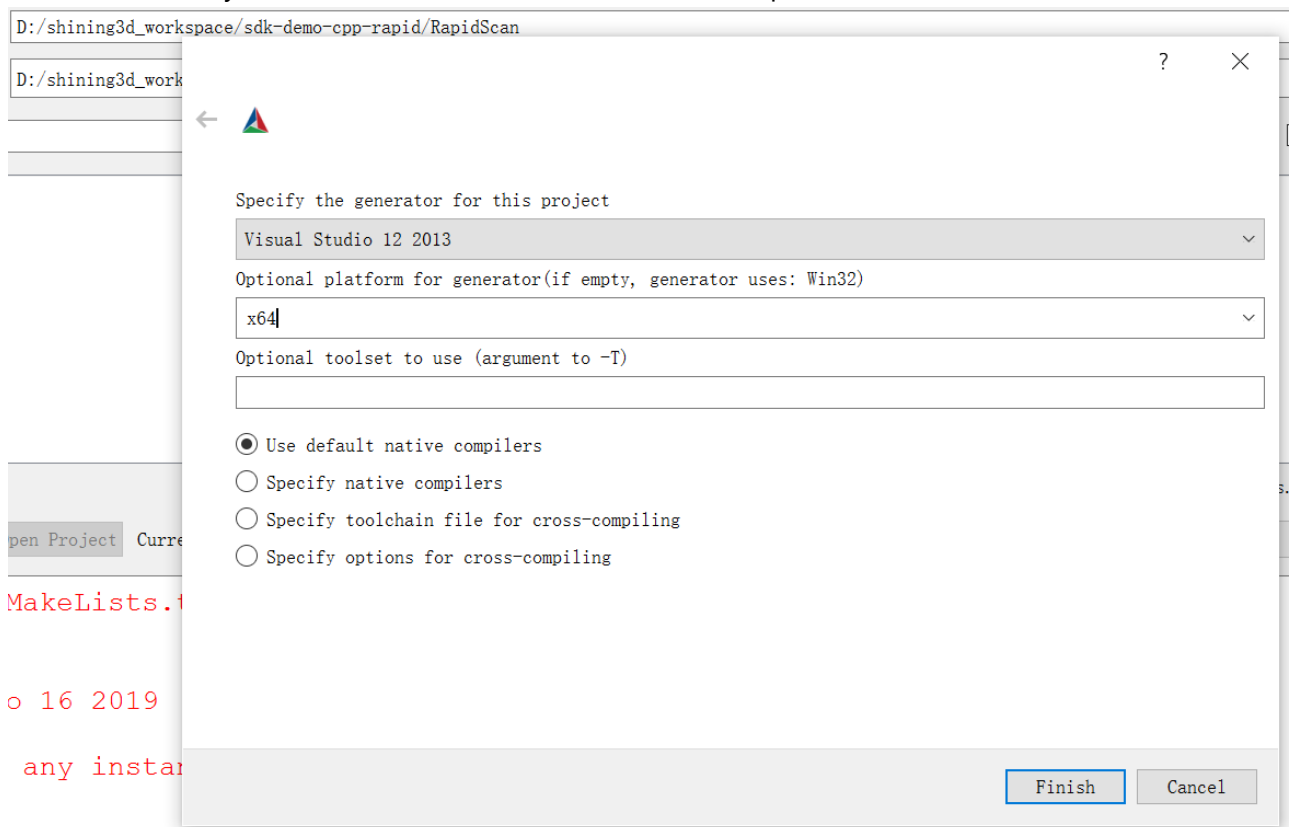 D:/shining3d_workspace/sdk-demo-cpp-rapid/RapidScan
?
D:/shining3d_work
Specify the generator for this project
Visual Studio 12 2013
Optional platform for generator(if empty, generator uses: Win32)
x64
Optional toolset to use (argument to -T)
Use default native compilers
Specify native compilers
Specify toolchain file for cross-compiling
pen Project Curre
Specify options for cross-compiling
MakeLists.t
o 16 2019
any instan
Finish Cancel